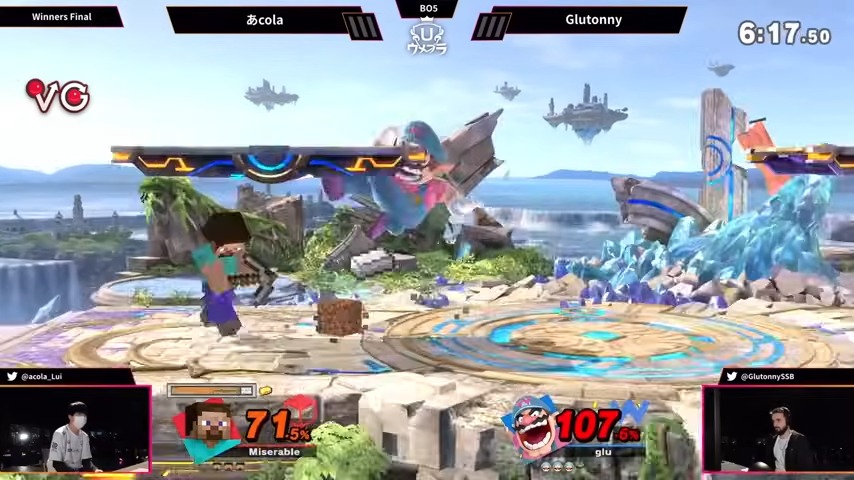 Winners Final
あcola
BO5
Glutonny
6:17.50
U
ウメブラ
VG
@acola_Lui
@GlutonnySSB
71.5%
107.6%
Miserable
glu